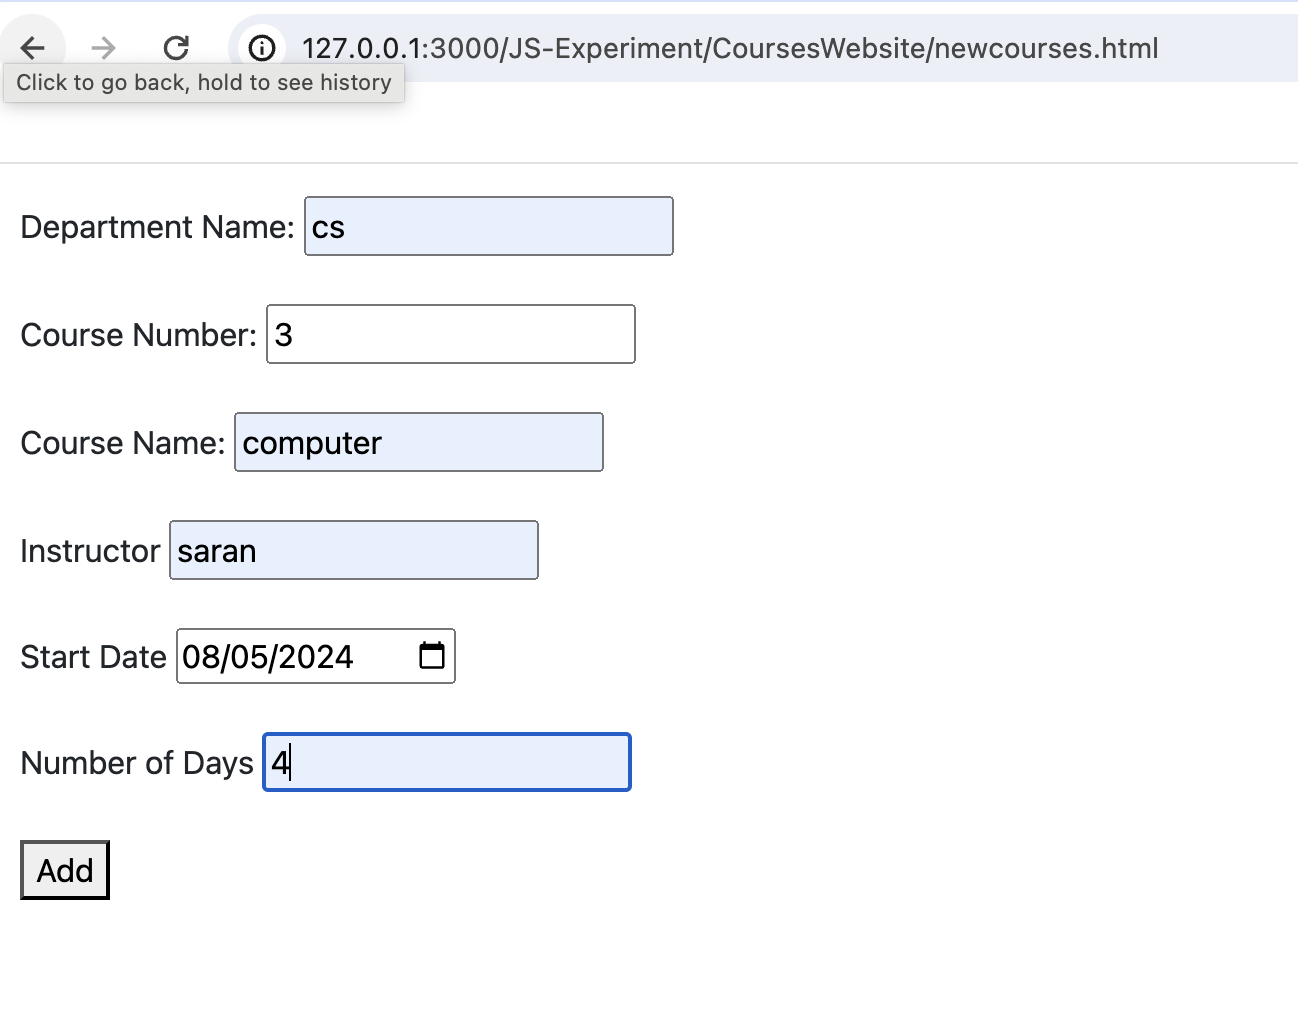 127.0.0.1:3000/JS-Experiment/CoursesWebsite/newcourses.html
Click to go back, hold to see history
Department Name: cs
Course Number: 3
Course Name: computer
Instructor saran
Start Date 08/05/2024
Number of Days 4
Add